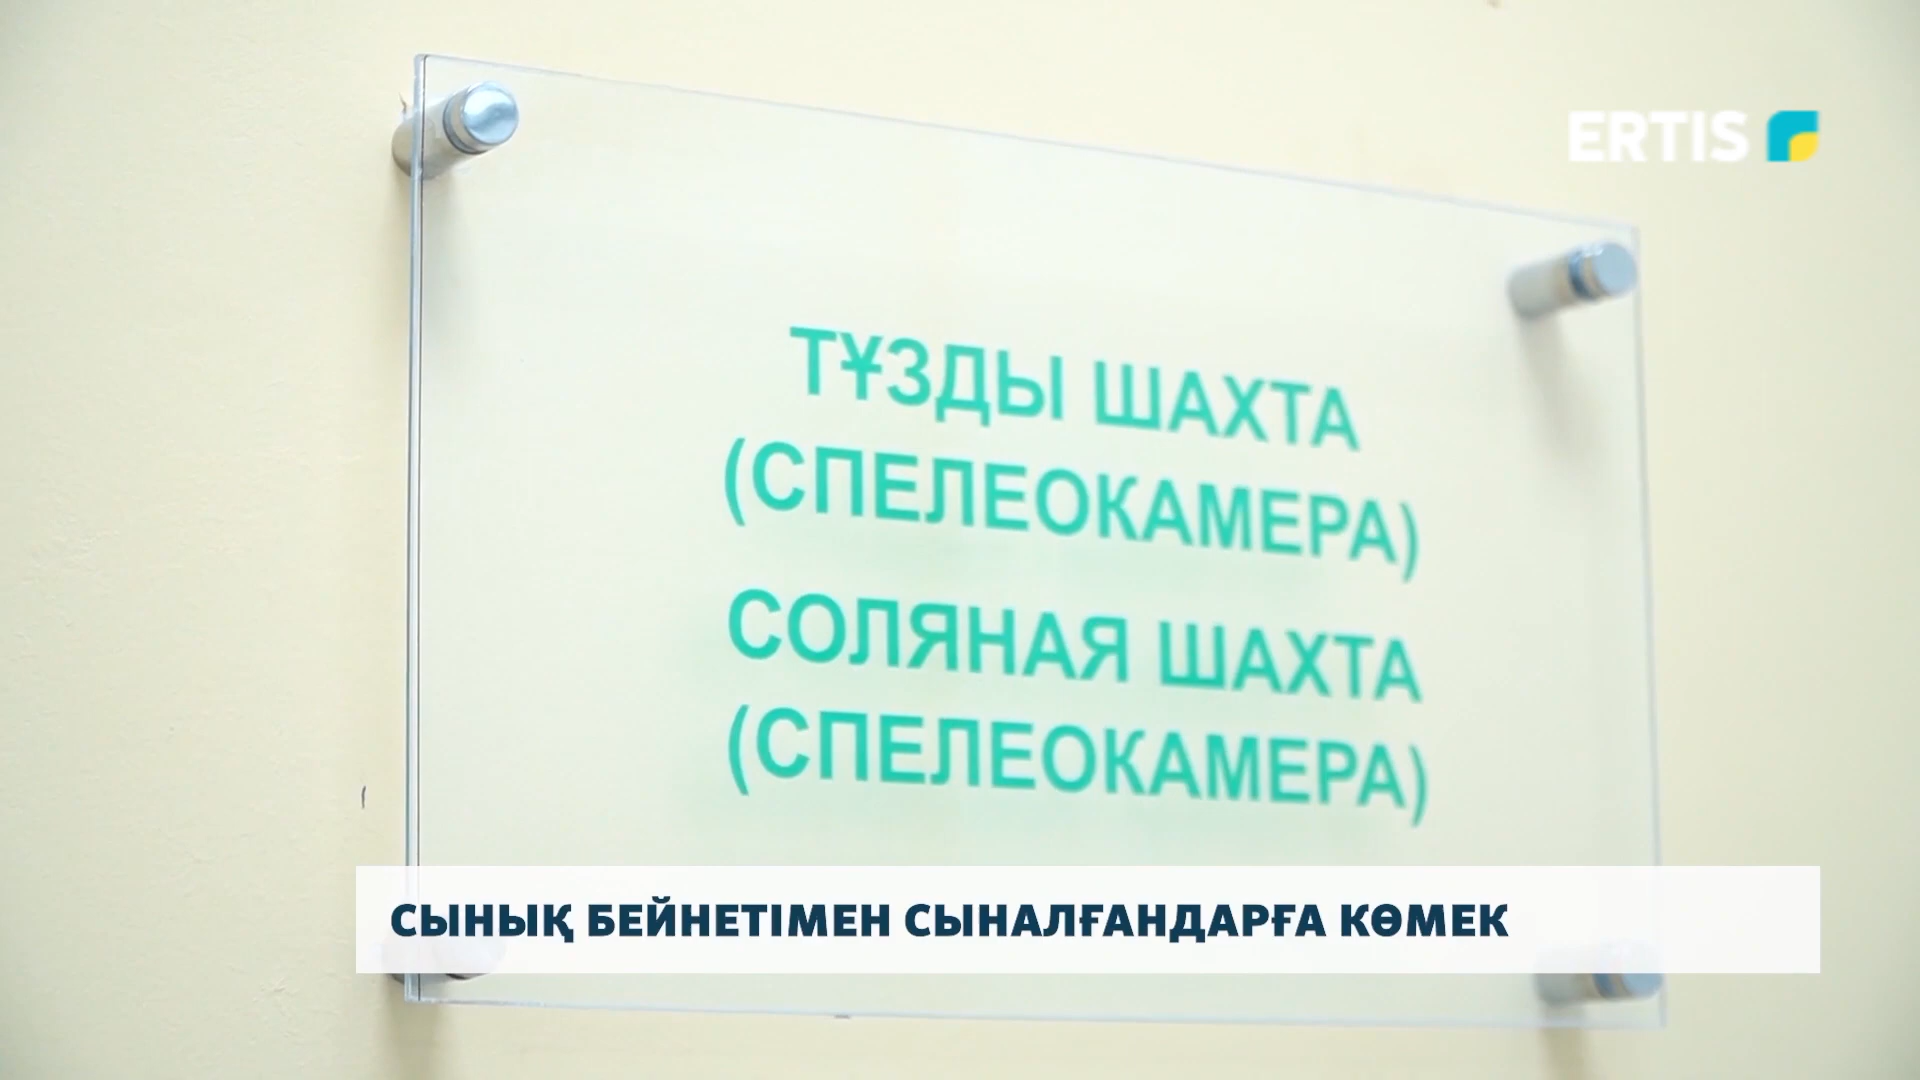 ERTIS
ТҰЗДЫ ШАХТА
(СПЕЛЕОКАМЕРА)
СОЛЯНАЯ ШАХТА
(СПЕЛЕОКАМЕРА)
СЫНЫҚ БЕЙНЕТІМЕН СЫНАЛҒАНДАРҒА КӨМЕК